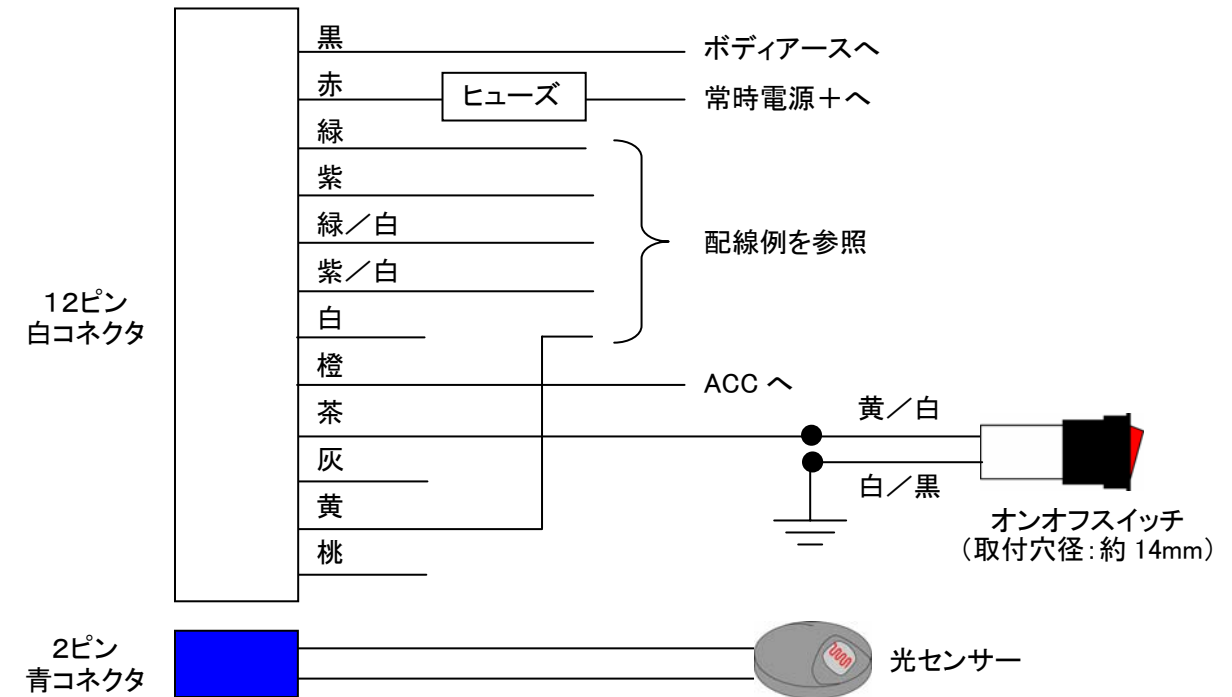 黒
ボディアースへ
赤
ヒューズ
常時電源＋へ
緑
紫
緑／白
配線例を参照
紫／白
12ピン
白コネクタ
白
橙
ACC へ
茶
黄／白
灰
白／黒
黄
オンオフスイッチ
（取付穴径：約 14mm）
桃
2ピン
青コネクタ
光センサー